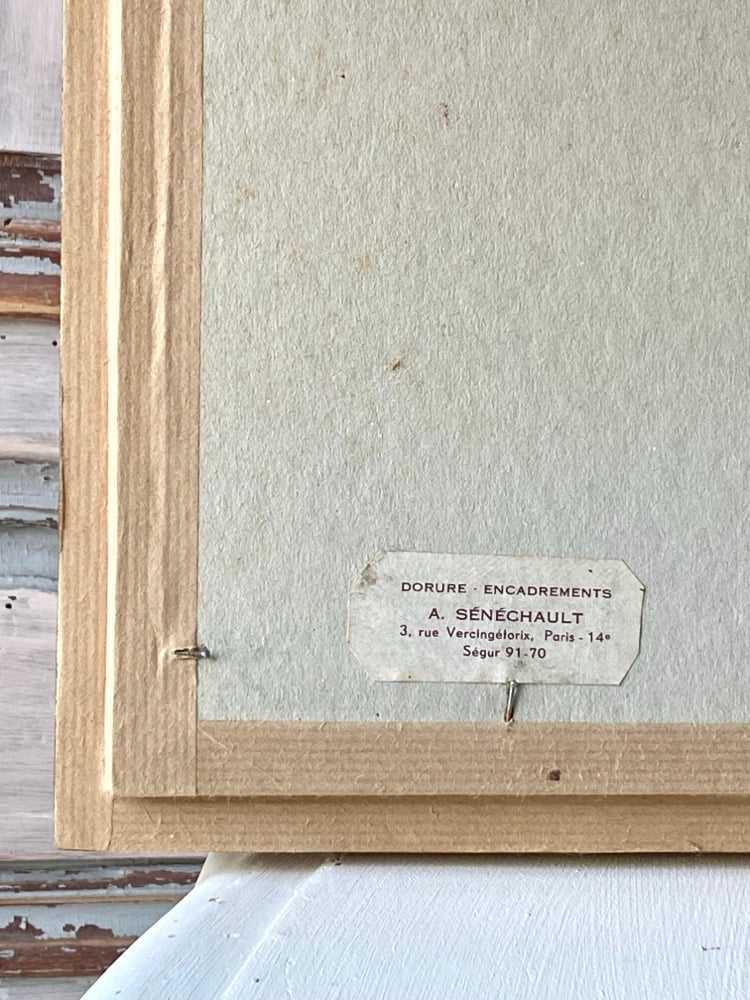 DORURE - ENCADREMENTS
A. SÉNÉCHAULT
3, rue Vercingétorix, Paris - 14e
Ségur 91-70